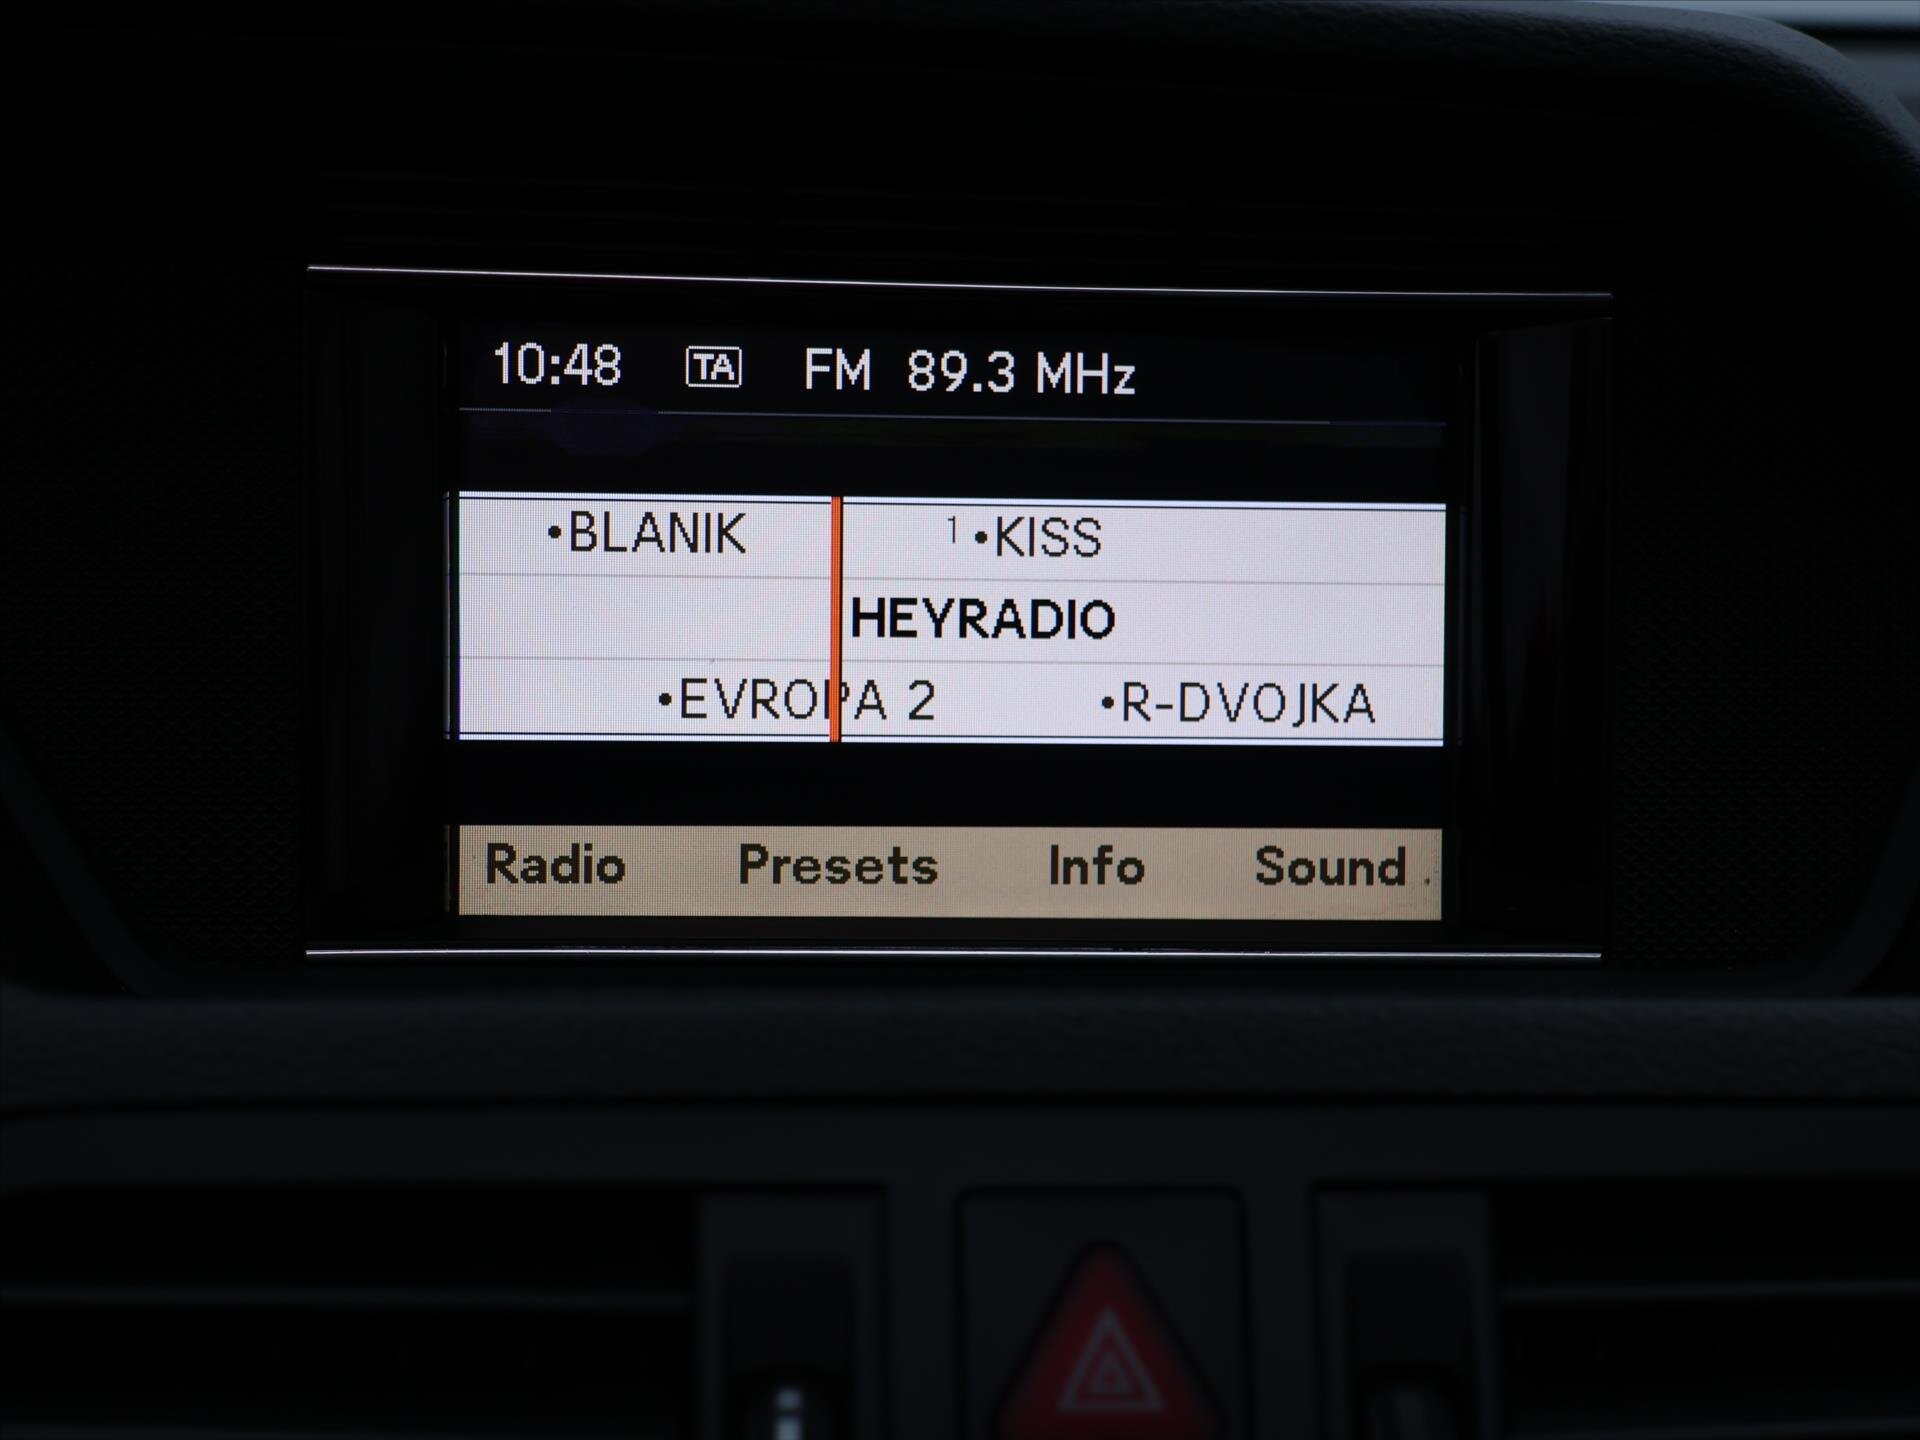 10:48 TA FM 89.3 MHz
•BLANIK 1 •KISS
HEYRADIO
•EVROPA 2 •R-DVOJKA
Radio Presets Info Sound